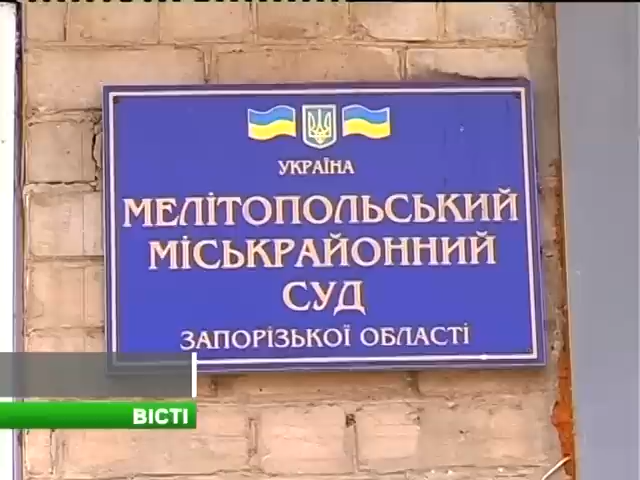 УКРАЇНА
МЕЛІТОПОЛЬСЬКИЙ
МІСЬКРАЙОННИЙ
СУД
ЗАПОРІЗЬКОЇ ОБЛАСТІ
ВІСТІ